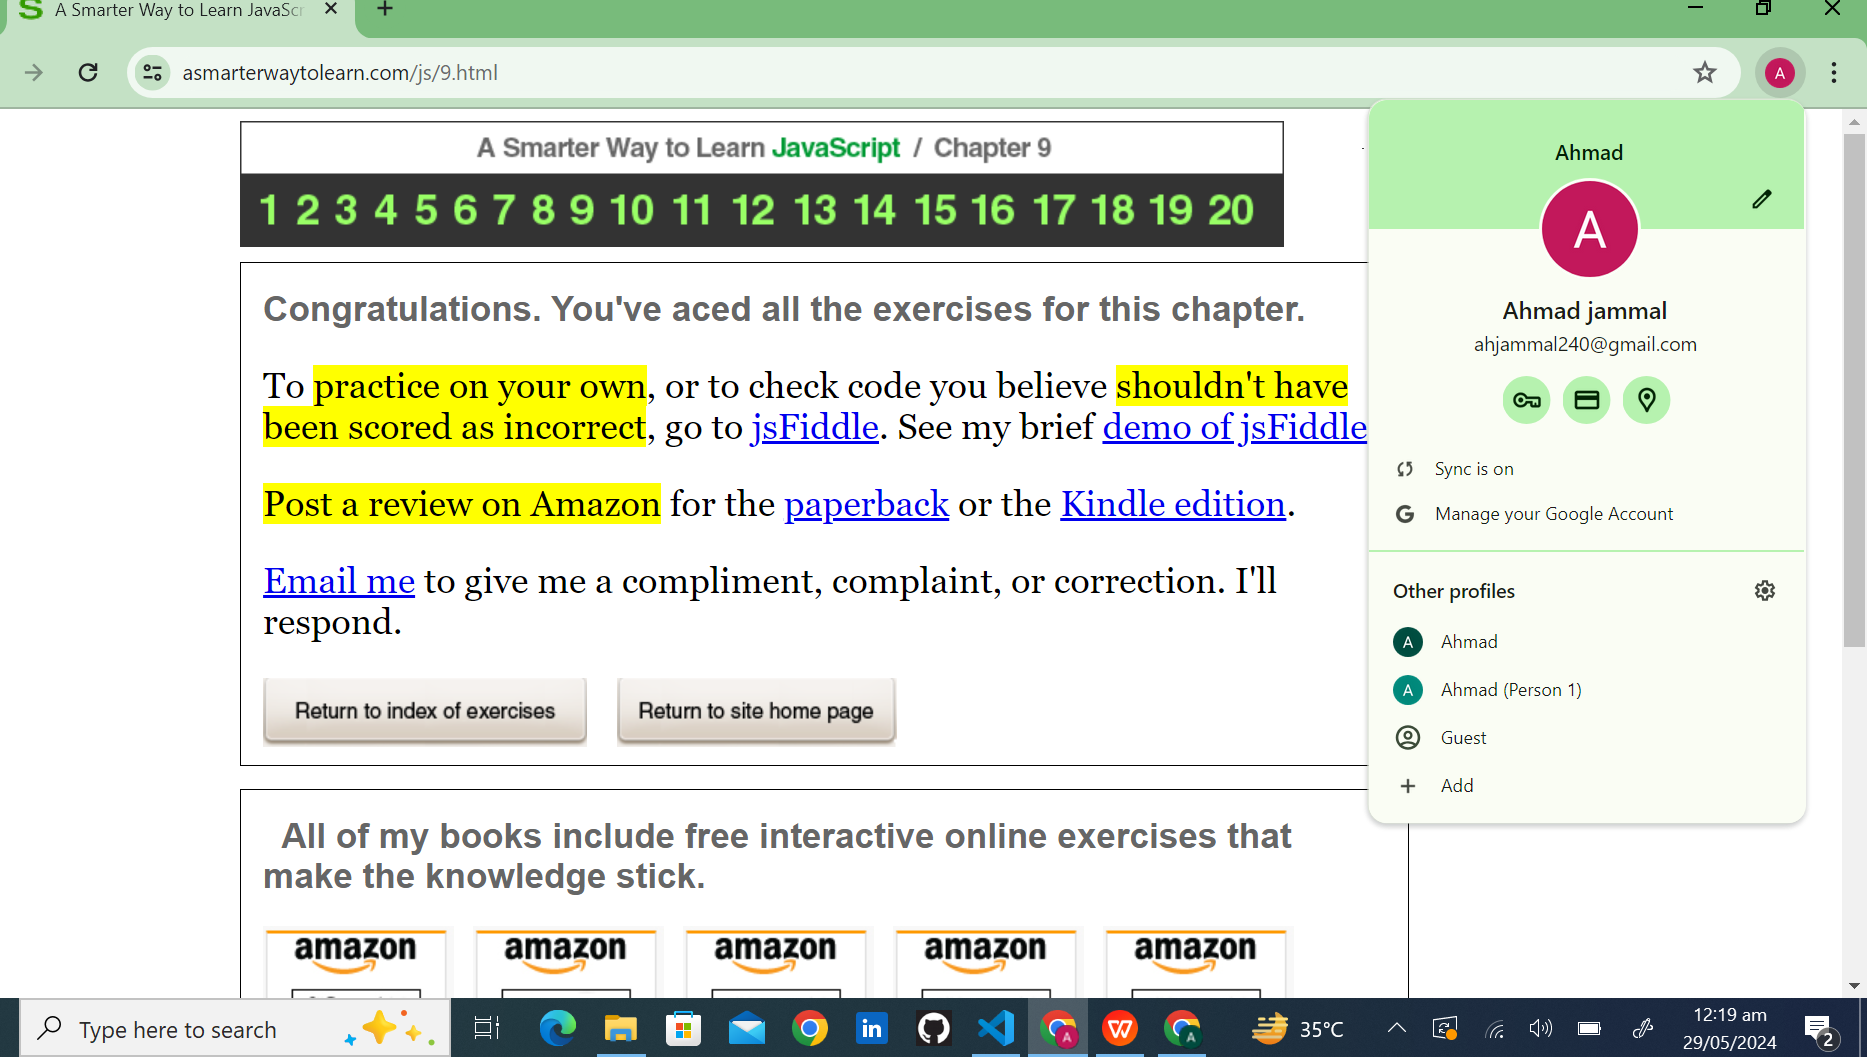 A Smarter Way to Learn JavaScr
asmarterwaytolearn.com/js/9.html
A
A Smarter Way to Learn JavaScript / Chapter 9
1 2 3 4 5 6 7 8 9 10 11 12 13 14 15 16 17 18 19 20
Congratulations. You've aced all the exercises for this chapter.
To practice on your own, or to check code you believe shouldn't have
been scored as incorrect, go to jsFiddle. See my brief demo of jsFiddle
Post a review on Amazon for the paperback or the Kindle edition.
Email me to give me a compliment, complaint, or correction. I'll
respond.
Return to index of exercises
Return to site home page
All of my books include free interactive online exercises that
make the knowledge stick.
amazon amazon amazon amazon amazon
Ahmad
A
Ahmad jammal
ahjammal240@gmail.com
Sync is on
G Manage your Google Account
Other profiles
A Ahmad
A Ahmad (Person 1)
Guest
Add
Type here to search
in
W
A
A
35°C
12:19 am
29/05/2024
2